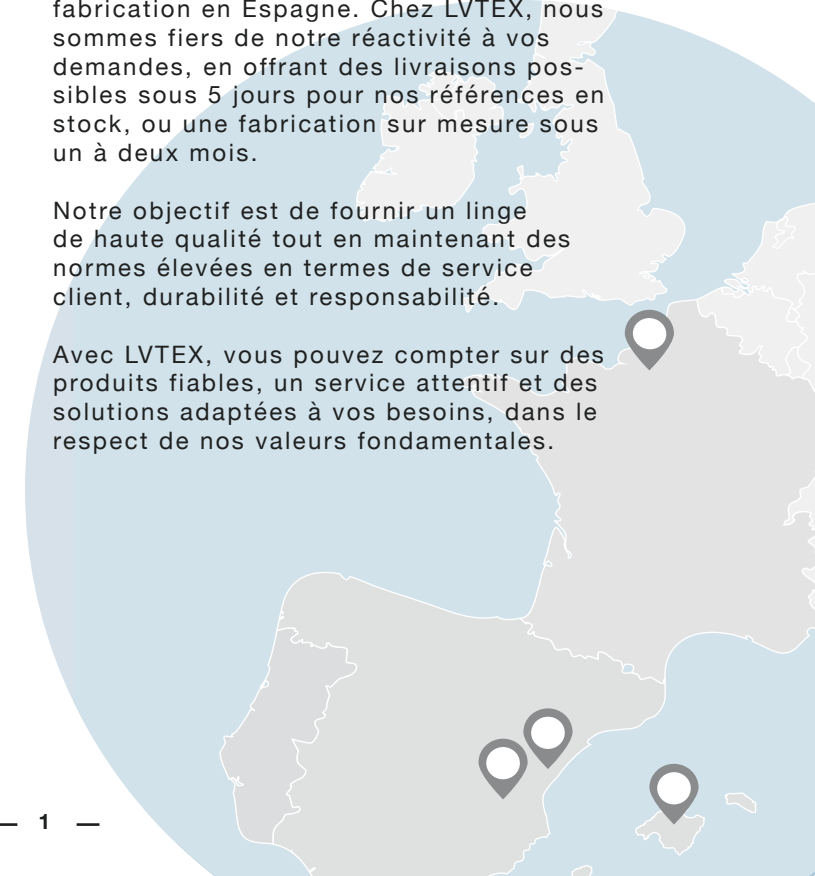 fabrication en Espagne. Chez LVTEX, nous
sommes fiers de notre réactivité à vos
demandes, en offrant des livraisons pos-
sibles sous 5 jours pour nos références en
stock, ou une fabrication sur mesure sous
un à deux mois.
Notre objectif est de fournir un linge
de haute qualité tout en maintenant des
normes élevées en termes de service
client, durabilité et responsabilité.
Avec LVTEX, vous pouvez compter sur des
produits fiables, un service attentif et des
solutions adaptées à vos besoins, dans le
respect de nos valeurs fondamentales.
— 1 —